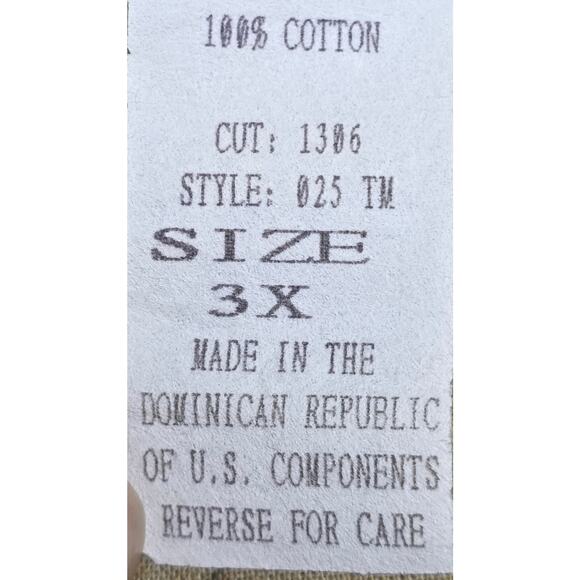 100% COTTON
CUT: 1306
STYLE: 025 TM
SIZE
3X
MADE IN THE
DOMINICAN REPUBLIC
OF U.S. COMPONENTS
REVERSE FOR CARE